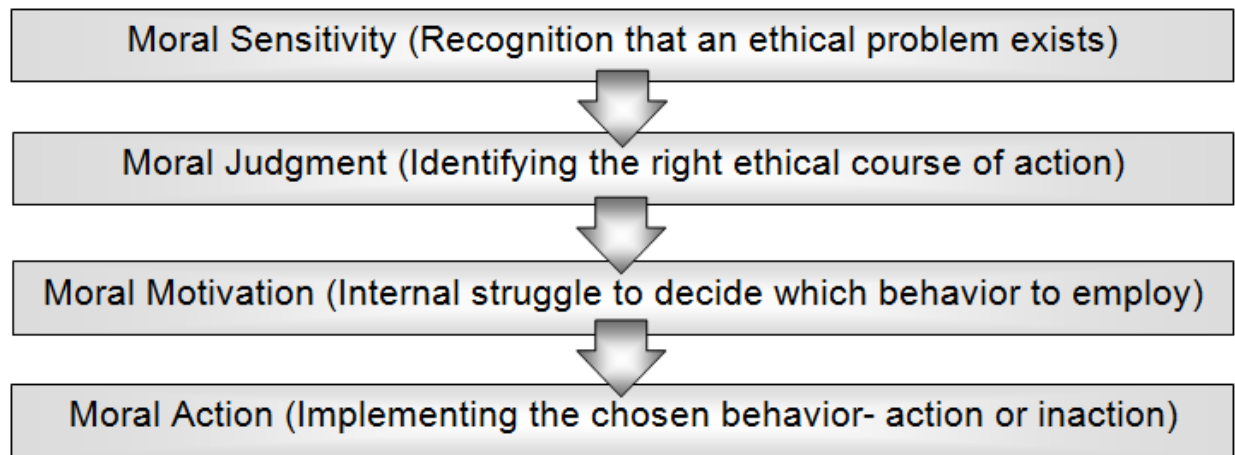 Moral Sensitivity (Recognition that an ethical problem exists)
Moral Judgment (Identifying the right ethical course of action)
Moral Motivation (Internal struggle to decide which behavior to employ)
Moral Action (Implementing the chosen behavior- action or inaction)